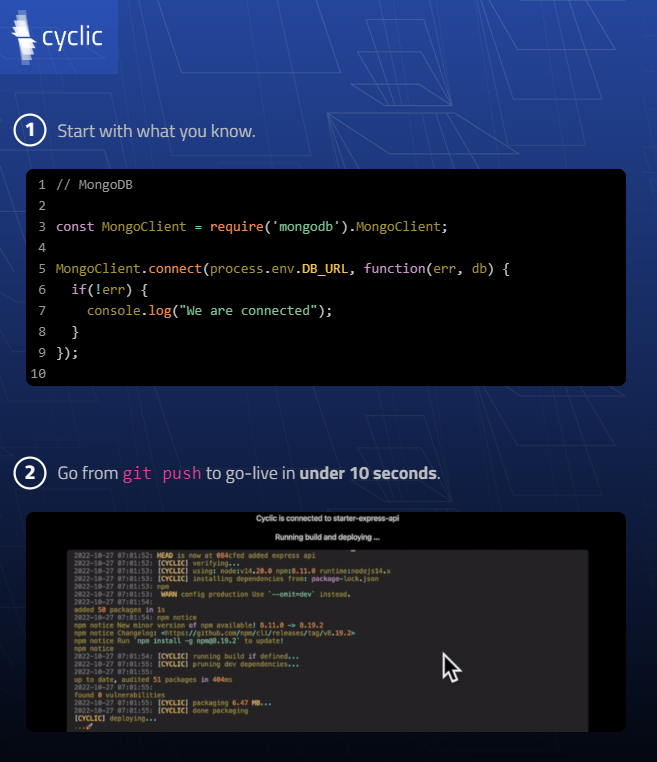 cyclic
1 Start with what you know.
1 // MongoDB
2
3 const MongoClient = require('mongodb').MongoClient;
4
5 MongoClient.connect(process.env.DB_URL, function(err, db) {
6 if(!err) {
7 console.log("We are connected");
8 }
9 });
10
2 Go from git push to go-live in under 10 seconds.
Cyclic is connected to starter-express-api
Running build and deploying ...
2022-10-27 07:01:52: HEAD is now at 084cfed added express api
2022-10-27 07:01:52: [CYCLIC] verifying...
2022-10-27 07:01:53: [CYCLIC] using: node:v14.20.0 npm:8.11.0 runtime:nodejs14.x
2022-10-27 07:01:53: [CYCLIC] installing dependencies from: package-lock.json
2022-10-27 07:01:53: npm
2022-10-27 07:01:53: WARN config production Use `--omit=dev` instead.
2022-10-27 07:01:54:
added 50 packages in 1s
npm notice New minor version of npm available! 8.11.0 -> 8.19.2
npm notice Changelog: <https://github.com/npm/cli/releases/tag/v8.19.2>
npm notice Run `npm install -g npm@8.19.2` to update!
npm notice
2022-10-27 07:01:54: [CYCLIC] running build if defined...
2022-10-27 07:01:55: [CYCLIC] pruning dev dependencies...
2022-10-27 07:01:55:
up to date, audited 51 packages in 404ms
2022-10-27 07:01:55:
found 0 vulnerabilities
2022-10-27 07:01:55: [CYCLIC] packaging 6.47 MB...
2022-10-27 07:01:55: [CYCLIC] done packaging
[CYCLIC] deploying...
...🚀